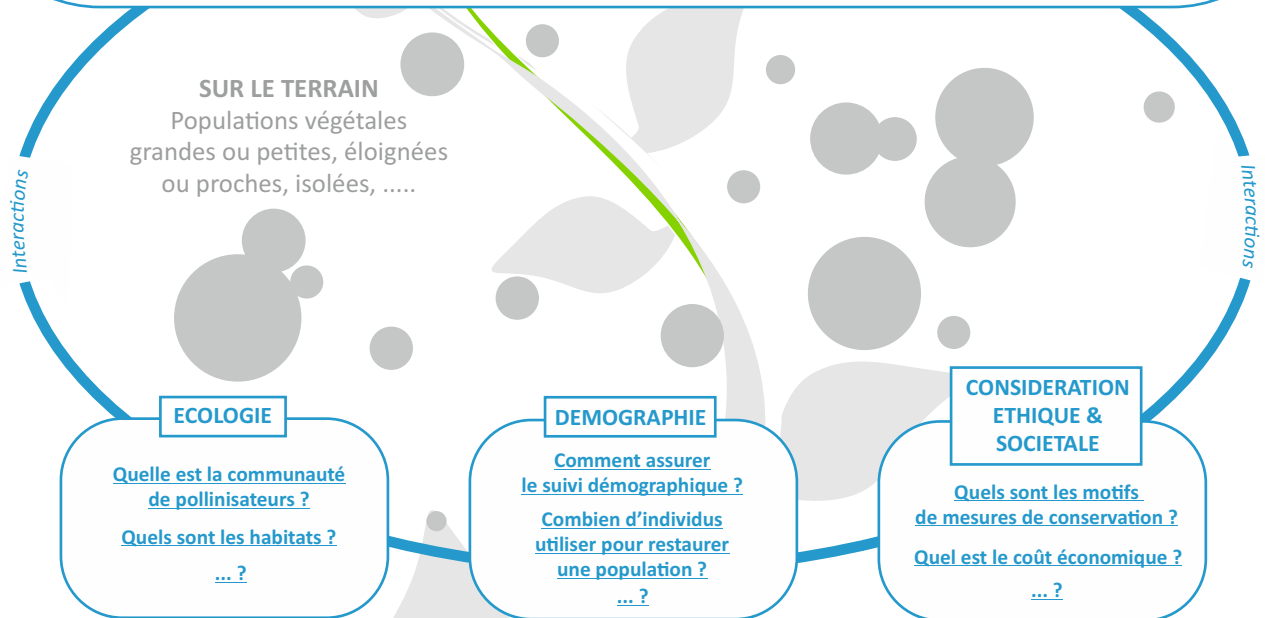 SUR LE TERRAIN
Populations végétales
grandes ou petites, éloignées
ou proches, isolées, .....
Interactions
Interactions
ECOLOGIE
Quelle est la communauté
de pollinisateurs ?
Quels sont les habitats ?
... ?
DEMOGRAPHIE
Comment assurer
le suivi démographique ?
Combien d’individus
utiliser pour restaurer
une population ?
... ?
CONSIDERATION
ETHIQUE &
SOCIETALE
Quels sont les motifs
de mesures de conservation ?
Quel est le coût économique ?
... ?